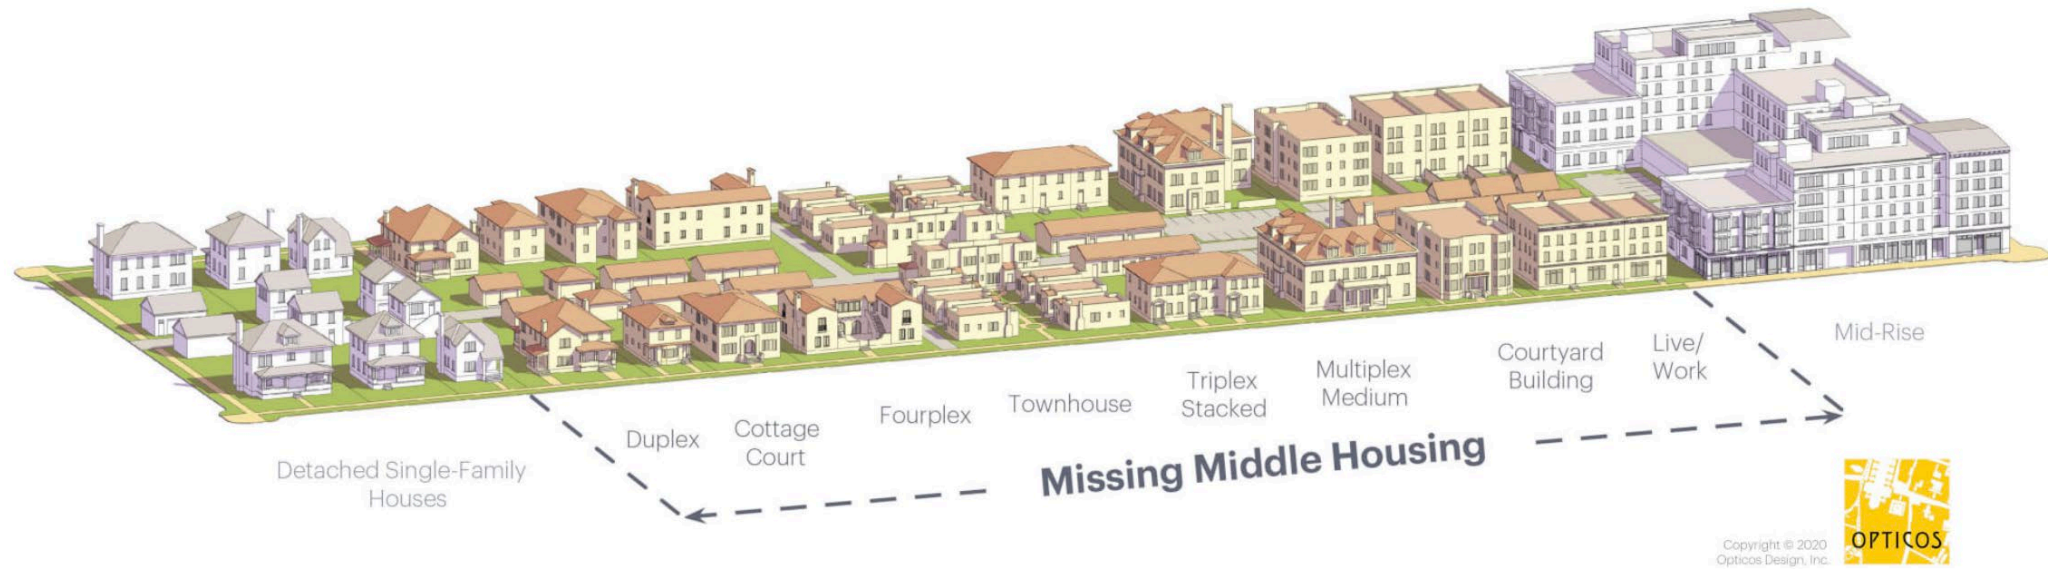 Detached Single-Family
Houses
Duplex
Cottage
Court
Fourplex
Townhouse
Triplex
Stacked
Multiplex
Medium
Courtyard
Building
Live/
Work
Mid-Rise
Missing Middle Housing
Copyright © 2020
Opticos Design, Inc.
OPTICOS